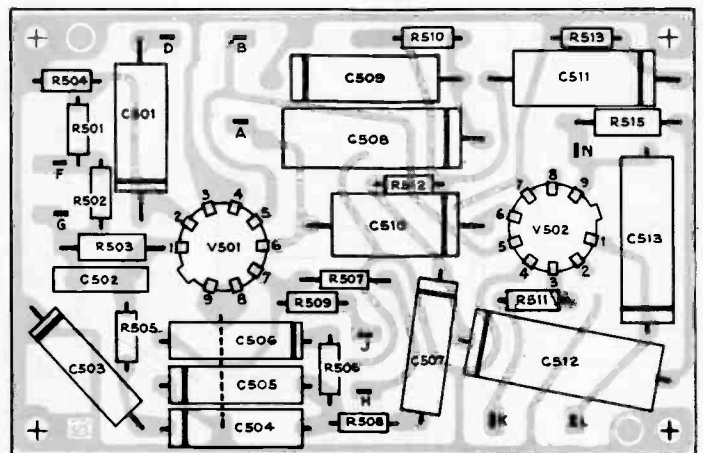 R510
R513
D
B
R504
C501
C509
C511
R501
R515
A
C508
N
F
R502
R512
G
3 4
2 5
1 6
7
9 8
V501
C510
7 8 9
6 1
5 2
4 3
V502
C513
R503
C502
R507
R509
R511
R505
C503
C506
J
R506
C507
C512
C505
H
C504
R508
K
L